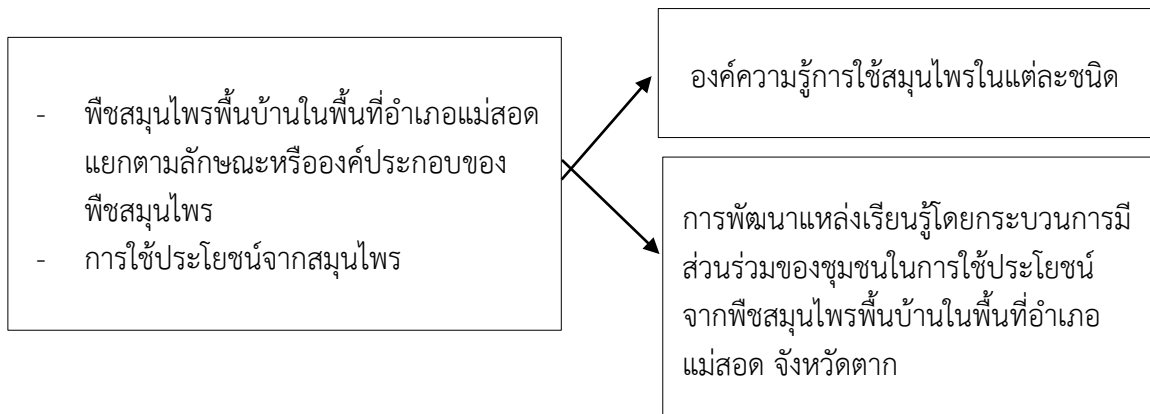 - พืชสมุนไพรพื้นบ้านในพื้นที่อำเภอแม่สอด
แยกตามลักษณะหรือองค์ประกอบของ
พืชสมุนไพร
- การใช้ประโยชน์จากสมุนไพร
องค์ความรู้การใช้สมุนไพรในแต่ละชนิด
การพัฒนาแหล่งเรียนรู้โดยกระบวนการมี
ส่วนร่วมของชุมชนในการใช้ประโยชน์
จากพืชสมุนไพรพื้นบ้านในพื้นที่อำเภอ
แม่สอด จังหวัดตาก